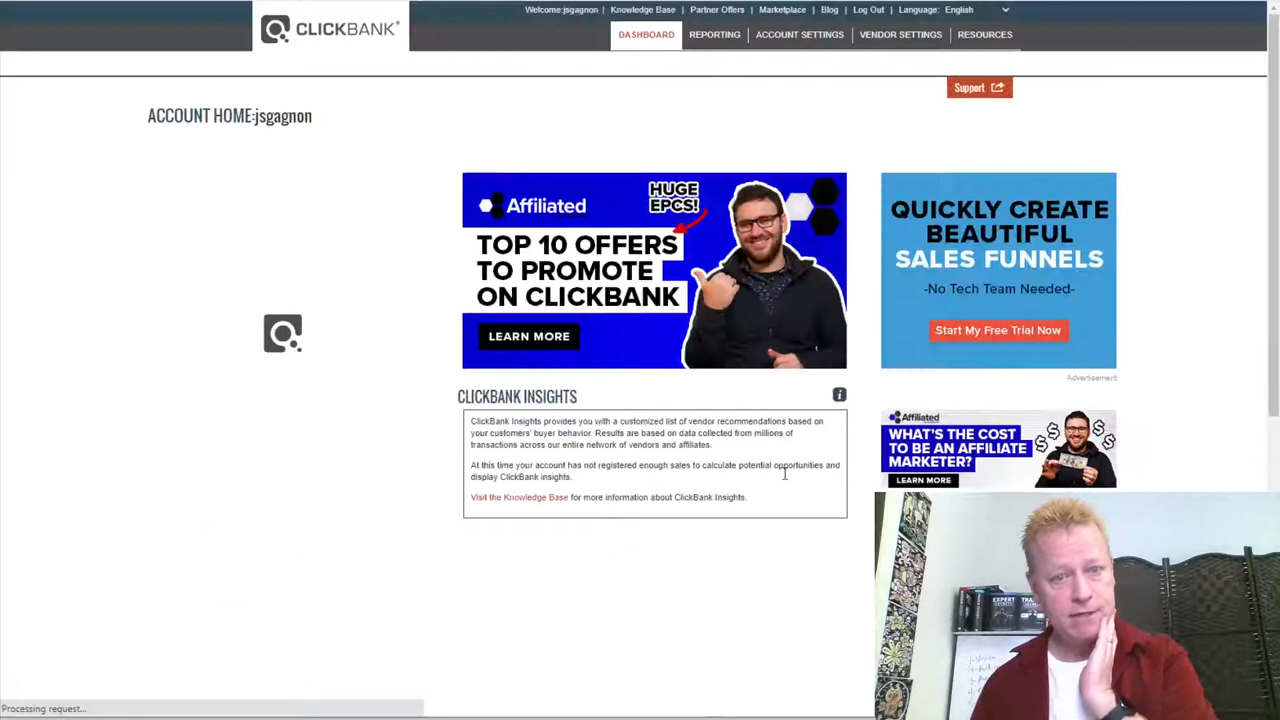 Welcome:jsgagnon | Knowledge Base | Partner Offers | Marketplace | Blog | Log Out | Language: English
CLICKBANK®
DASHBOARD REPORTING ACCOUNT SETTINGS VENDOR SETTINGS RESOURCES
Support
ACCOUNT HOME:jsgagnon
Affiliated
HUGE
EPCS!
TOP 10 OFFERS
TO PROMOTE
ON CLICKBANK
LEARN MORE
QUICKLY CREATE
BEAUTIFUL
SALES FUNNELS
-No Tech Team Needed-
Start My Free Trial Now
Advertisement
CLICKBANK INSIGHTS
i
ClickBank Insights provides you with a customized list of vendor recommendations based on
your customers' buyer behavior. Results are based on data collected from millions of
transactions across our entire network of vendors and affiliates.
At this time your account has not registered enough sales to calculate potential opportunities and
display ClickBank insights.
Visit the Knowledge Base for more information about ClickBank Insights.
Affiliated
WHAT'S THE COST
TO BE AN AFFILIATE
MARKETER?
LEARN MORE
EXPERT
Processing request...